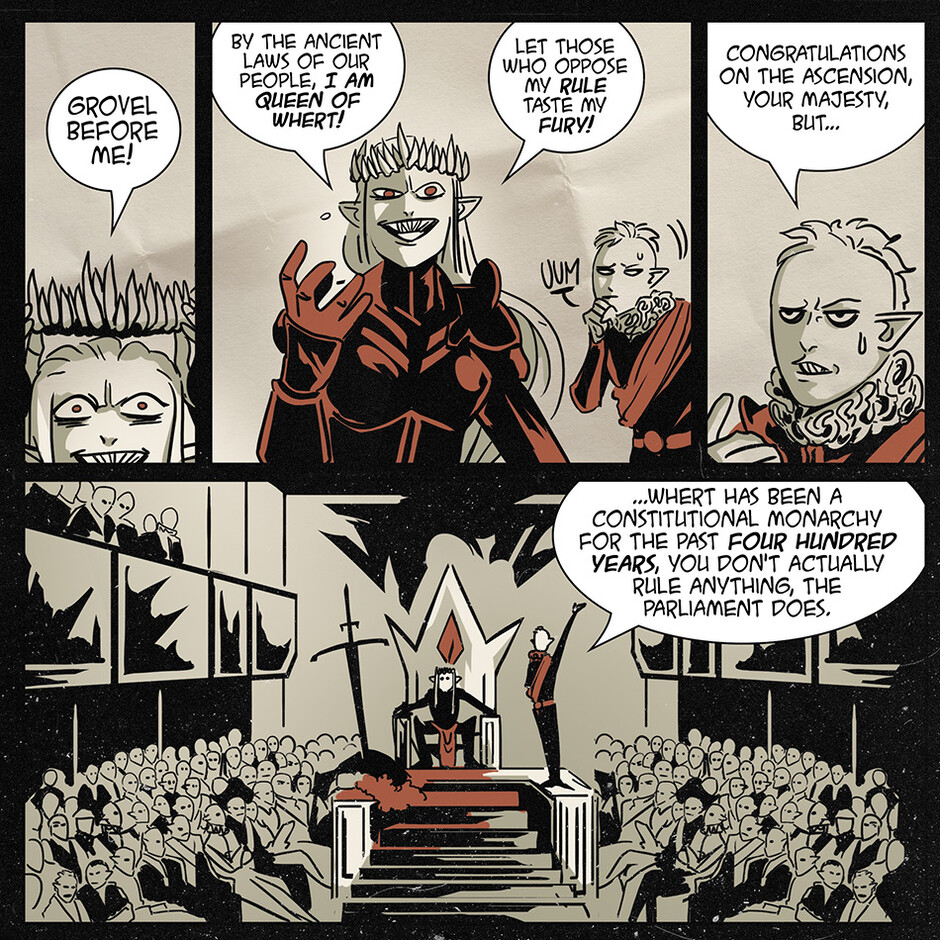 GROVEL
BEFORE
ME!
BY THE ANCIENT
LAWS OF OUR
PEOPLE, I AM
QUEEN OF
WHERT!
LET THOSE
WHO OPPOSE
MY RULE
TASTE MY
FURY!
UUM
CONGRATULATIONS
ON THE ASCENSION,
YOUR MAJESTY,
BUT...
...WHERT HAS BEEN A
CONSTITUTIONAL MONARCHY
FOR THE PAST FOUR HUNDRED
YEARS, YOU DON'T ACTUALLY
RULE ANYTHING, THE
PARLIAMENT DOES.